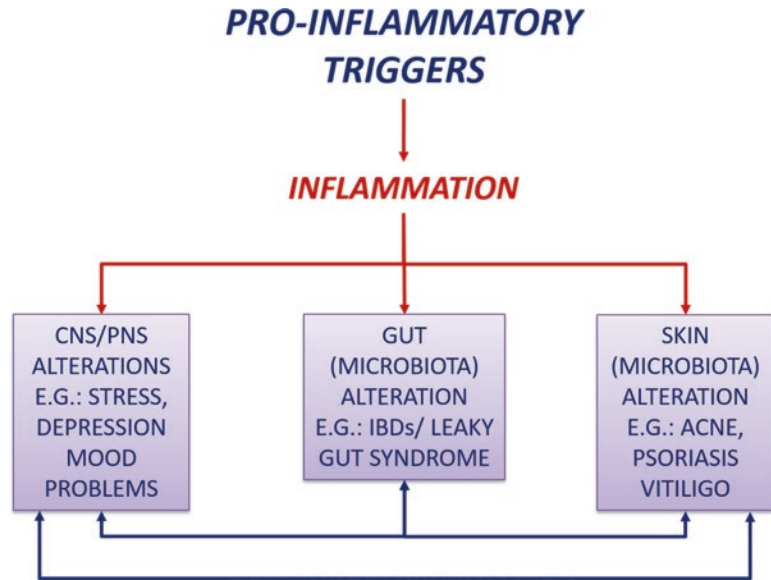 PRO-INFLAMMATORY
TRIGGERS
INFLAMMATION
CNS/PNS
ALTERATIONS
E.G.: STRESS,
DEPRESSION
MOOD
PROBLEMS
GUT
(MICROBIOTA)
ALTERATION
E.G.: IBDs/ LEAKY
GUT SYNDROME
SKIN
(MICROBIOTA)
ALTERATION
E.G.: ACNE,
PSORIASIS
VITILIGO